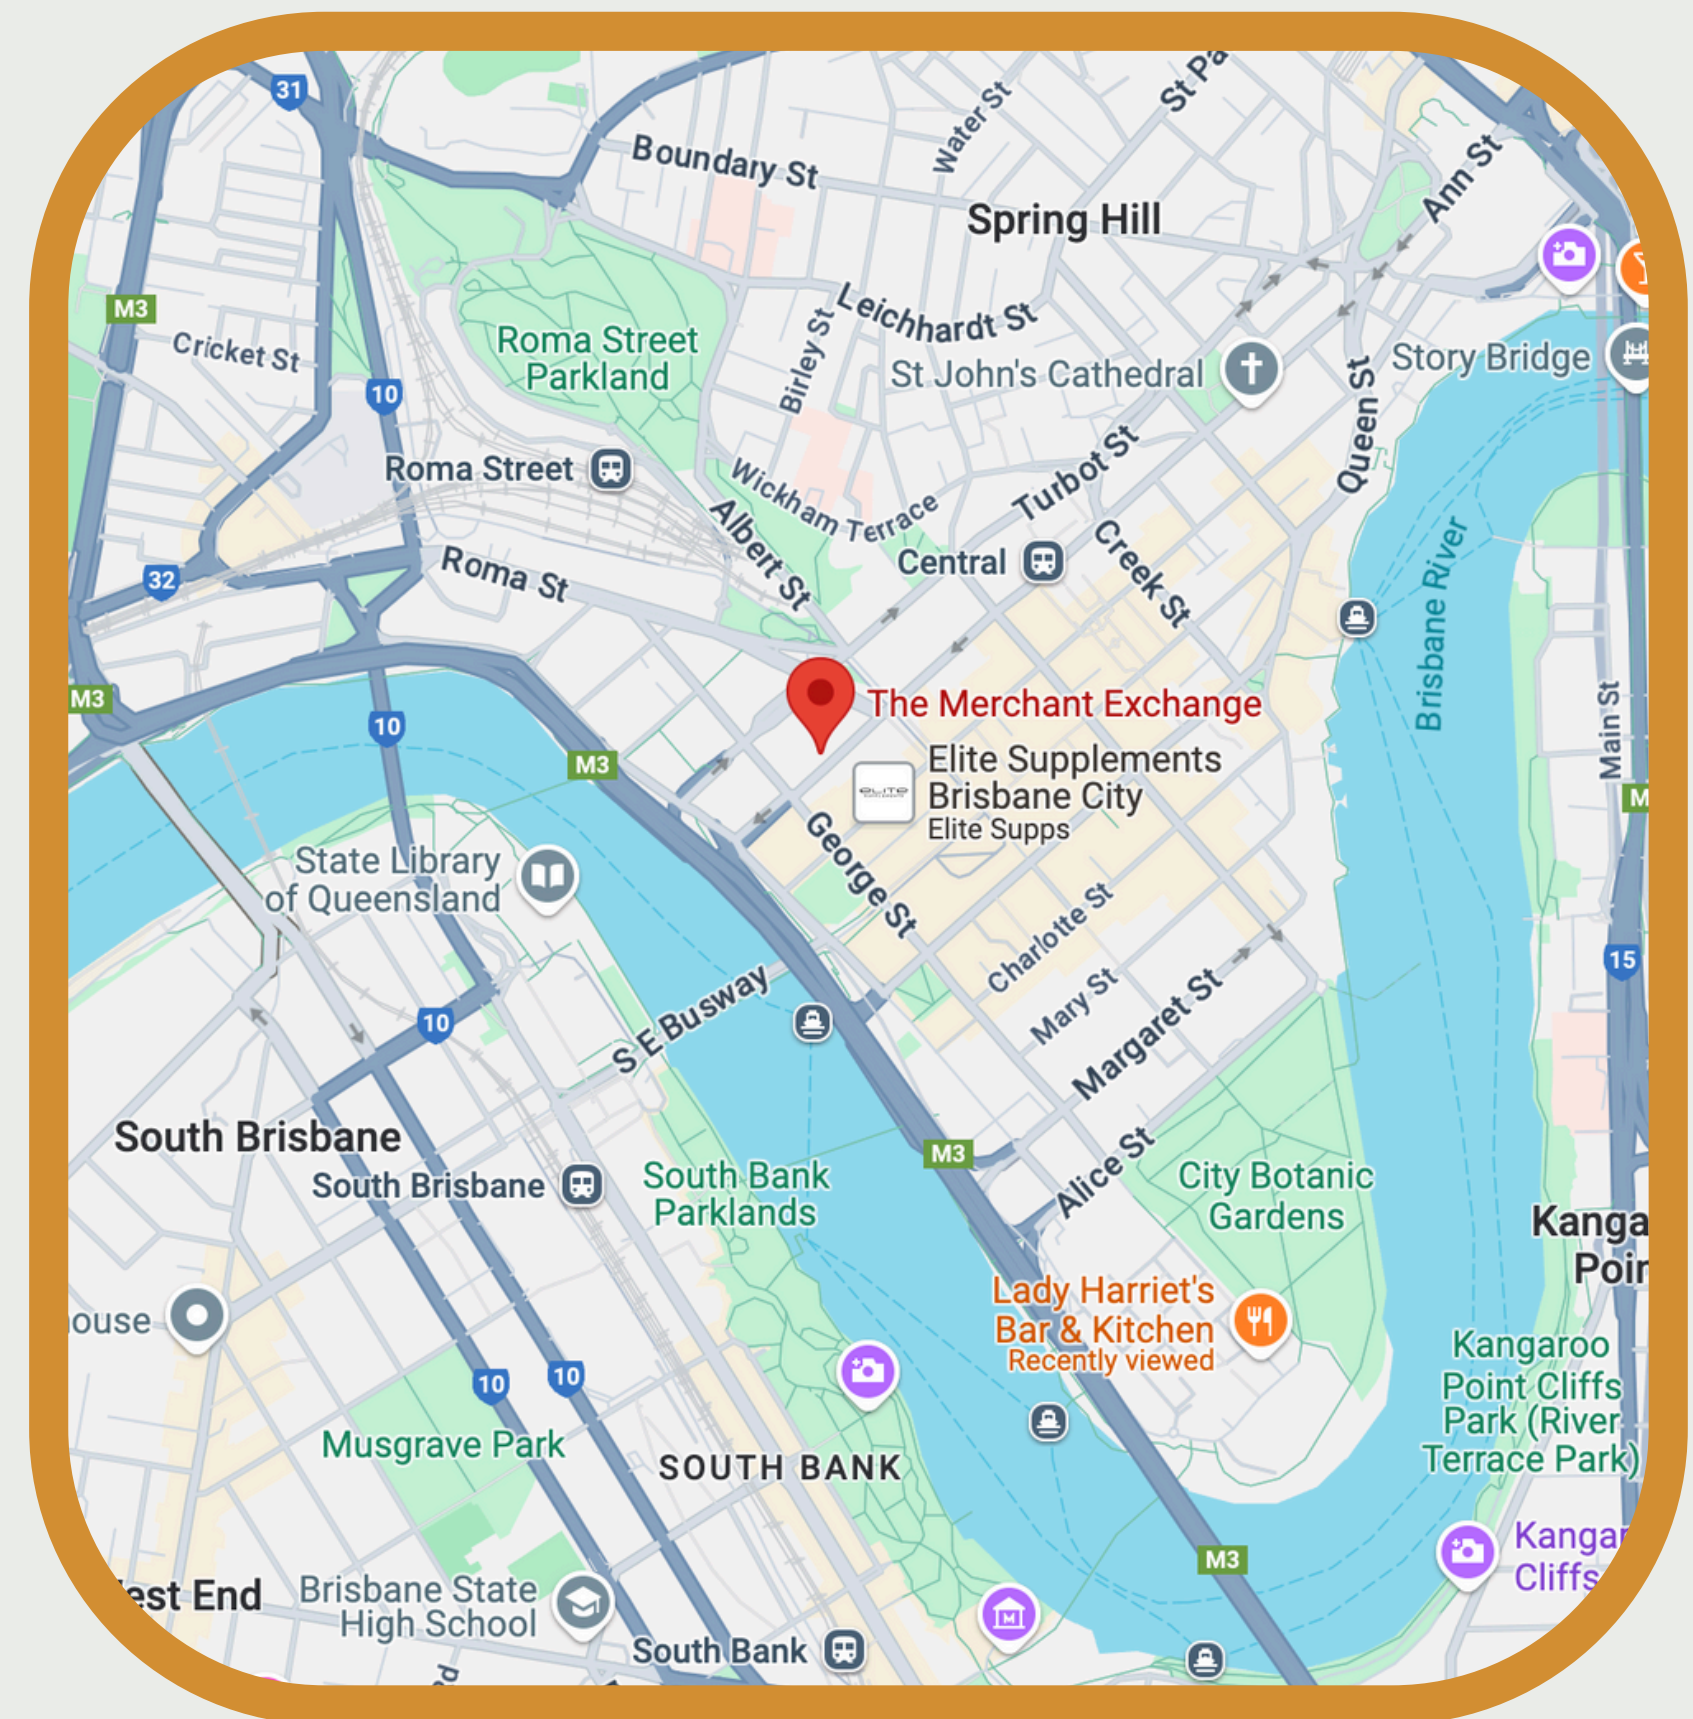 31
Boundary St
Water St
St Pa
Ann St
Spring Hill
M3
Cricket St
Leichhardt St
Birley St
Roma Street
Parkland
St John's Cathedral
Story Bridge
10
Queen St
Roma Street
Wickham Terrace
Turbot St
Albert St
Central
Creek St
Roma St
32
Brisbane River
M3
10
The Merchant Exchange
Main St
M3
ELITE
Elite Supplements
Brisbane City
Elite Supps
M
George St
State Library
of Queensland
Charlotte St
15
Mary St
Margaret St
S E Busway
10
South Brisbane
M3
South Brisbane
South Bank
Parklands
Alice St
City Botanic
Gardens
Kanga
Poir
ouse
Lady Harriet's
Bar & Kitchen
Recently viewed
Kangaroo
Point Cliffs
Park (River
Terrace Park)
10
10
Musgrave Park
SOUTH BANK
M3
Kangar
Cliffs
est End
Brisbane State
High School
M
South Bank